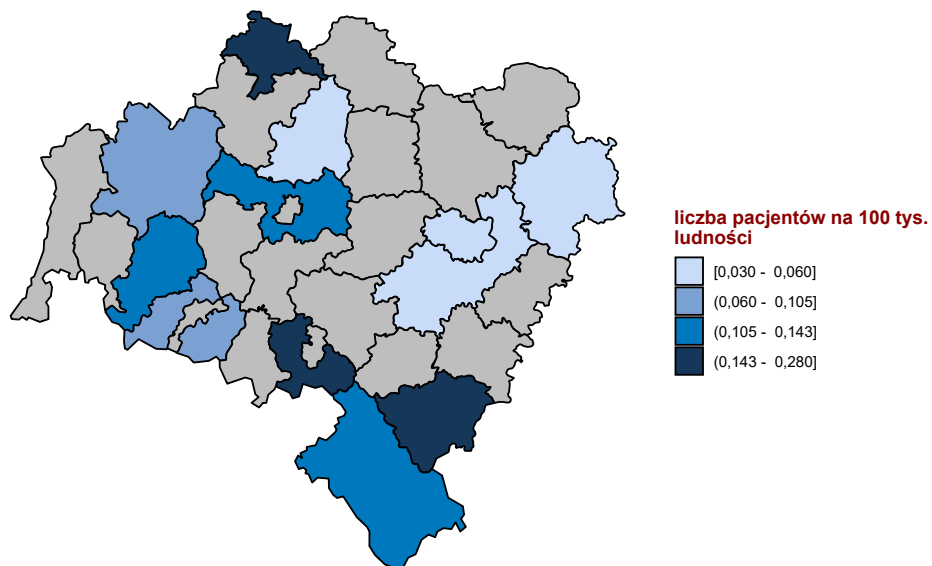 liczba pacjentów na 100 tys.
ludności
[0,030 - 0,060]
(0,060 - 0,105]
(0,105 - 0,143]
(0,143 - 0,280]